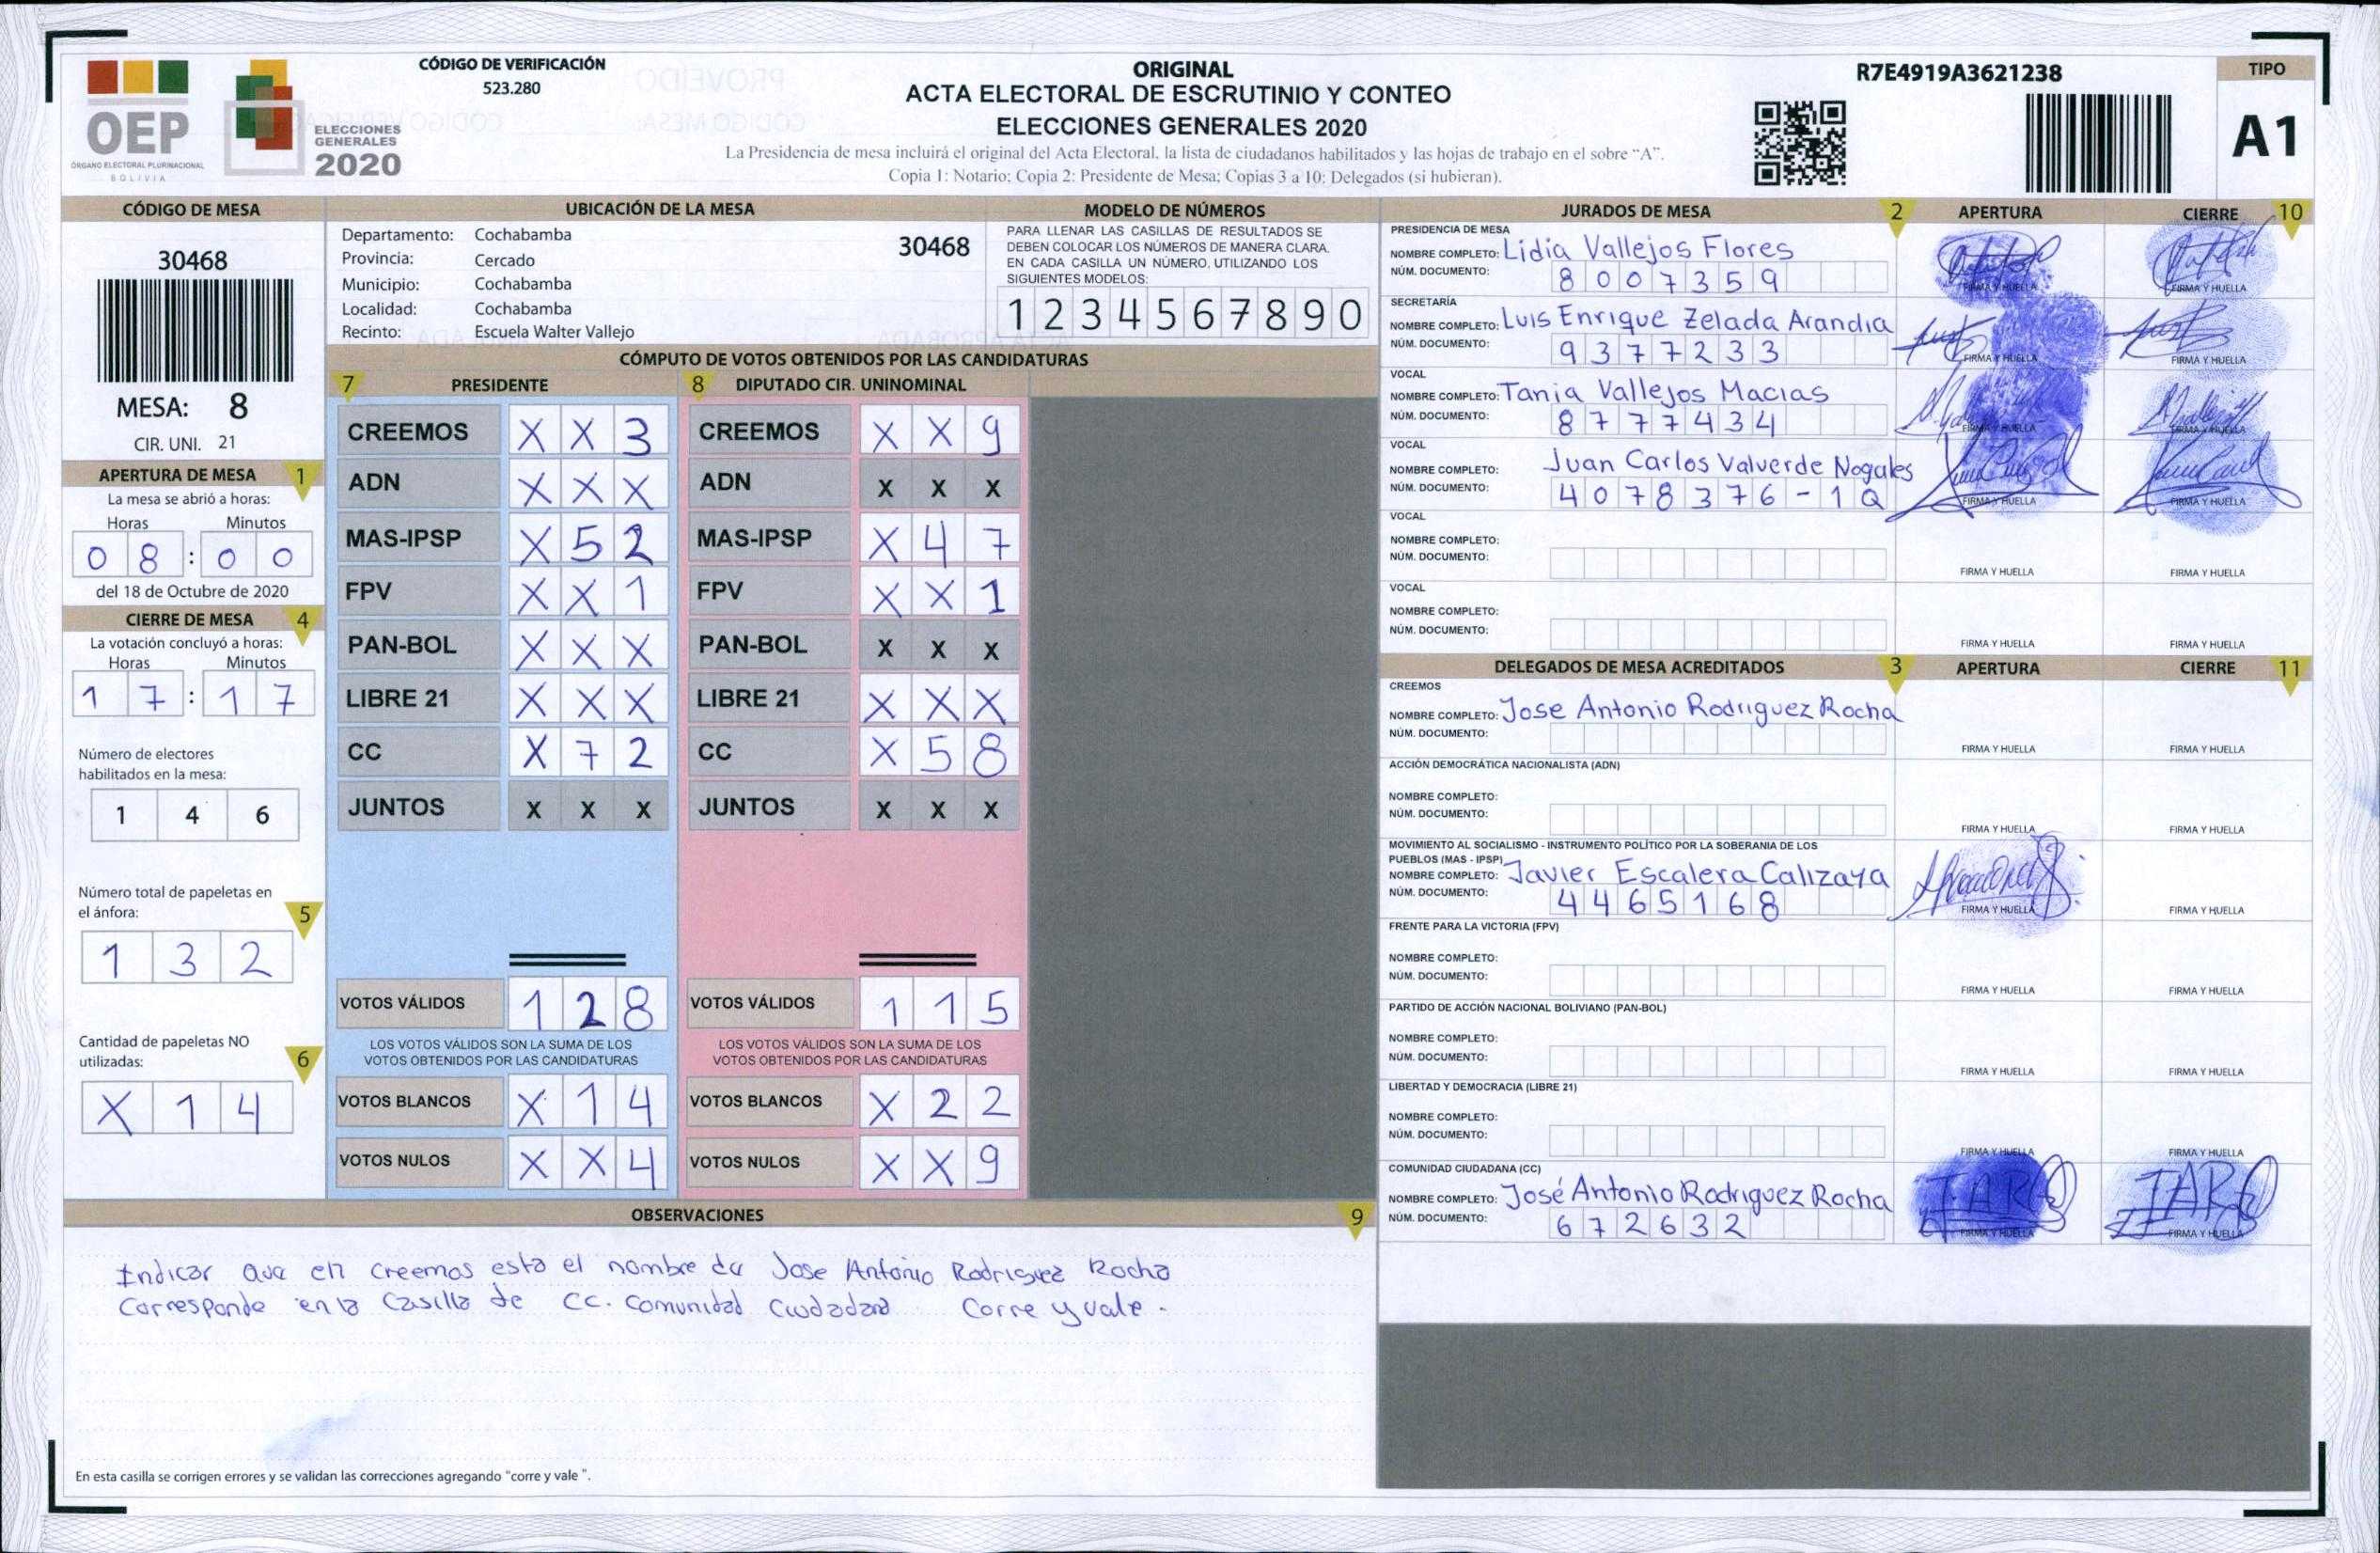 CÓDIGO DE VERIFICACIÓN
523.280
OEP
ÓRGANO ELECTORAL PLURINACIONAL
BOLIVIA
ELECCIONES
GENERALES
2020
ORIGINAL
ACTA ELECTORAL DE ESCRUTINIO Y CONTEO
ELECCIONES GENERALES 2020
La Presidencia de mesa incluirá el original del Acta Electoral, la lista de ciudadanos habilitados y las hojas de trabajo en el sobre "A".
Copia 1: Notario; Copia 2: Presidente de Mesa; Copias 3 a 10: Delegados (si hubieran).
R7E4919A3621238
TIPO
A1
CÓDIGO DE MESA
30468
MESA: 8
CIR. UNI. 21
APERTURA DE MESA 1
La mesa se abrió a horas:
Horas Minutos
0 8 : 0 0
del 18 de Octubre de 2020
CIERRE DE MESA 4
La votación concluyó a horas:
Horas Minutos
1 7 : 1 7
Número de electores
habilitados en la mesa:
1 4 6
Número total de papeletas en
el ánfora:
5
1 3 2
Cantidad de papeletas NO
utilizadas:
6
X 1 4
UBICACIÓN DE LA MESA
Departamento: Cochabamba
30468
Provincia: Cercado
Municipio: Cochabamba
Localidad: Cochabamba
Recinto: Escuela Walter Vallejo
MODELO DE NÚMEROS
PARA LLENAR LAS CASILLAS DE RESULTADOS SE
DEBEN COLOCAR LOS NÚMEROS DE MANERA CLARA.
EN CADA CASILLA UN NÚMERO, UTILIZANDO LOS
SIGUIENTES MODELOS:
1 2 3 4 5 6 7 8 9 0
CÓMPUTO DE VOTOS OBTENIDOS POR LAS CANDIDATURAS
7 PRESIDENTE 8 DIPUTADO CIR. UNINOMINAL
CREEMOS X X 3 CREEMOS X X 9
ADN X X X ADN X X X
MAS-IPSP X 5 2 MAS-IPSP X 4 7
FPV X X 1 FPV X X 1
PAN-BOL X X X PAN-BOL X X X
LIBRE 21 X X X LIBRE 21 X X X
CC X 7 2 CC X 5 8
JUNTOS X X X JUNTOS X X X
VOTOS VÁLIDOS 1 2 8 VOTOS VÁLIDOS 1 1 5
LOS VOTOS VÁLIDOS SON LA SUMA DE LOS LOS VOTOS VÁLIDOS SON LA SUMA DE LOS
VOTOS OBTENIDOS POR LAS CANDIDATURAS VOTOS OBTENIDOS POR LAS CANDIDATURAS
VOTOS BLANCOS X 1 4 VOTOS BLANCOS X 2 2
VOTOS NULOS X X 4 VOTOS NULOS X X 9
OBSERVACIONES 9
Indicar que en creemos esta el nombre de Jose Antonio Rodriguez Rocha
Corresponde en la Casilla de CC. Comunidad Ciudadana Corre y vale.
En esta casilla se corrigen errores y se validan las correcciones agregando "corre y vale ".
JURADOS DE MESA 2 APERTURA CIERRE 10
PRESIDENCIA DE MESA
NOMBRE COMPLETO: Lidia Vallejos Flores
NÚM. DOCUMENTO: 8007359
FIRMA Y HUELLA FIRMA Y HUELLA
SECRETARÍA
NOMBRE COMPLETO: Luis Enrique Zelada Arandia
NÚM. DOCUMENTO: 9377233
FIRMA Y HUELLA FIRMA Y HUELLA
VOCAL
NOMBRE COMPLETO: Tania Vallejos Macias
NÚM. DOCUMENTO: 8777434
FIRMA Y HUELLA FIRMA Y HUELLA
VOCAL
NOMBRE COMPLETO: Juan Carlos Valverde Nogales
NÚM. DOCUMENTO: 4078376-1Q
FIRMA Y HUELLA FIRMA Y HUELLA
VOCAL
NOMBRE COMPLETO:
NÚM. DOCUMENTO:
FIRMA Y HUELLA FIRMA Y HUELLA
VOCAL
NOMBRE COMPLETO:
NÚM. DOCUMENTO:
FIRMA Y HUELLA FIRMA Y HUELLA
DELEGADOS DE MESA ACREDITADOS 3 APERTURA CIERRE 11
CREEMOS
NOMBRE COMPLETO: Jose Antonio Rodriguez Rocha
NÚM. DOCUMENTO:
FIRMA Y HUELLA FIRMA Y HUELLA
ACCIÓN DEMOCRÁTICA NACIONALISTA (ADN)
NOMBRE COMPLETO:
NÚM. DOCUMENTO:
FIRMA Y HUELLA FIRMA Y HUELLA
MOVIMIENTO AL SOCIALISMO - INSTRUMENTO POLÍTICO POR LA SOBERANIA DE LOS
PUEBLOS (MAS - IPSP)
NOMBRE COMPLETO: Javier Escalera Calizaya
NÚM. DOCUMENTO: 4465168
FIRMA Y HUELLA FIRMA Y HUELLA
FRENTE PARA LA VICTORIA (FPV)
NOMBRE COMPLETO:
NÚM. DOCUMENTO:
FIRMA Y HUELLA FIRMA Y HUELLA
PARTIDO DE ACCIÓN NACIONAL BOLIVIANO (PAN-BOL)
NOMBRE COMPLETO:
NÚM. DOCUMENTO:
FIRMA Y HUELLA FIRMA Y HUELLA
LIBERTAD Y DEMOCRACIA (LIBRE 21)
NOMBRE COMPLETO:
NÚM. DOCUMENTO:
FIRMA Y HUELLA FIRMA Y HUELLA
COMUNIDAD CIUDADANA (CC)
NOMBRE COMPLETO: José Antonio Rodriguez Rocha
NÚM. DOCUMENTO: 672632
FIRMA Y HUELLA FIRMA Y HUELLA